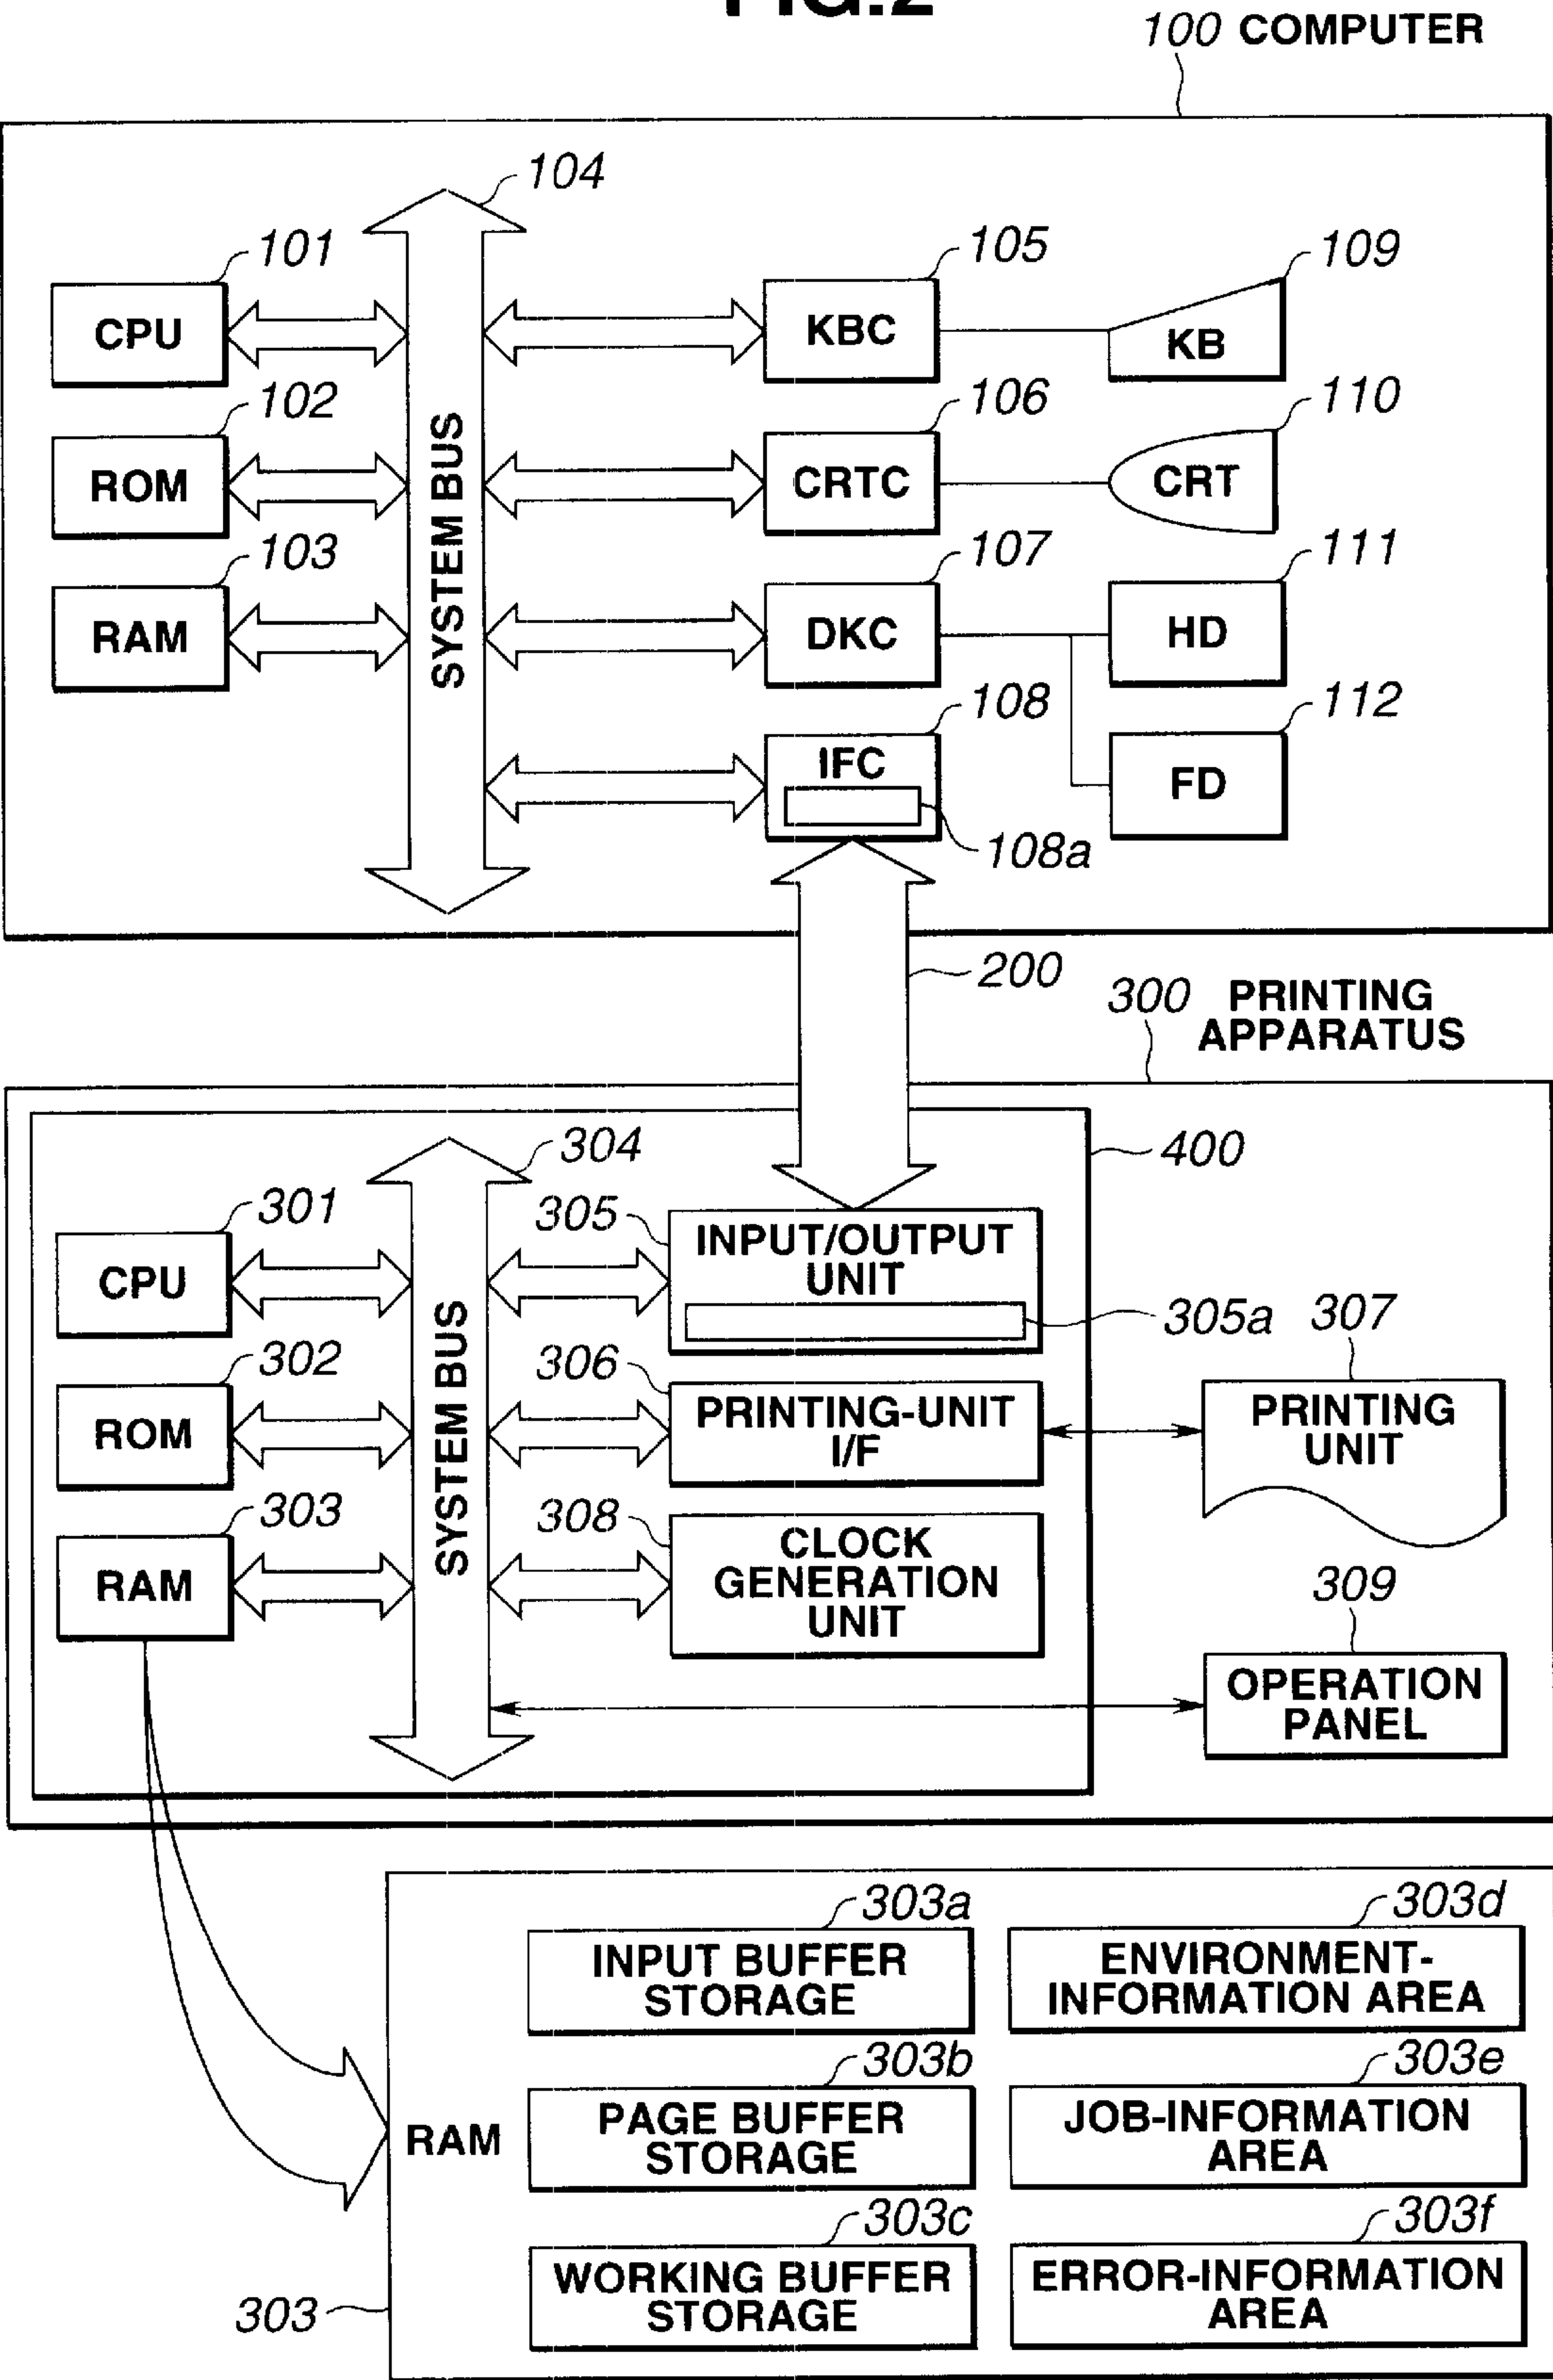 FIG.2
100 COMPUTER
104
101
105
109
CPU
KBC
KB
102
106
110
ROM
CRTC
CRT
SYSTEM BUS
103
107
111
RAM
DKC
HD
108
112
IFC
FD
108a
200
300 PRINTING
APPARATUS
304
400
301
305
INPUT/OUTPUT
UNIT
CPU
305a
307
302
306
PRINTING-UNIT
I/F
PRINTING
UNIT
ROM
SYSTEM BUS
303
308
CLOCK
GENERATION
UNIT
RAM
309
OPERATION
PANEL
303a
303d
INPUT BUFFER
STORAGE
ENVIRONMENT-
INFORMATION AREA
303b
303e
RAM
PAGE BUFFER
STORAGE
JOB-INFORMATION
AREA
303c
303f
WORKING BUFFER
STORAGE
ERROR-INFORMATION
AREA
303